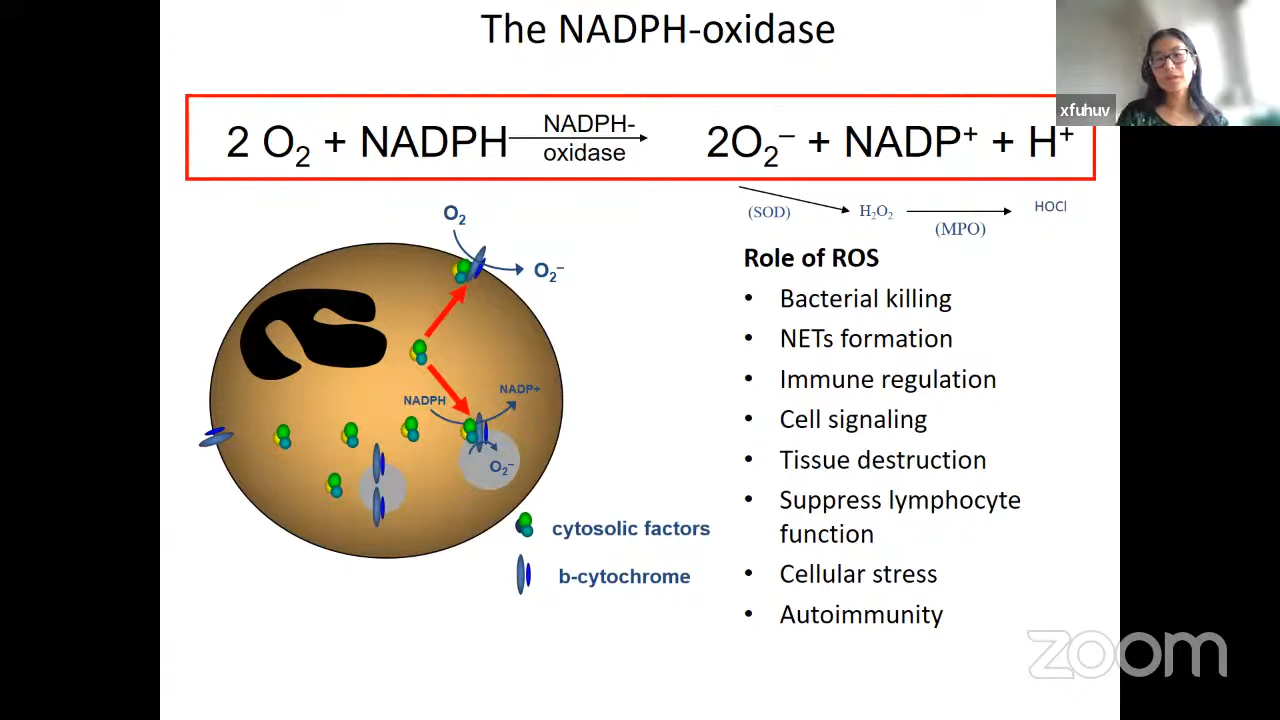 The NADPH-oxidase
xfuhuv
2 O₂ + NADPH NADPH-oxidase 2O₂⁻ + NADP⁺ + H⁺
(SOD) H₂O₂ (MPO) HOCl
O₂
O₂⁻
NADPH
NADP+
O₂⁻
cytosolic factors
b-cytochrome
Role of ROS
• Bacterial killing
• NETs formation
• Immune regulation
• Cell signaling
• Tissue destruction
• Suppress lymphocyte
function
• Cellular stress
• Autoimmunity
zoom